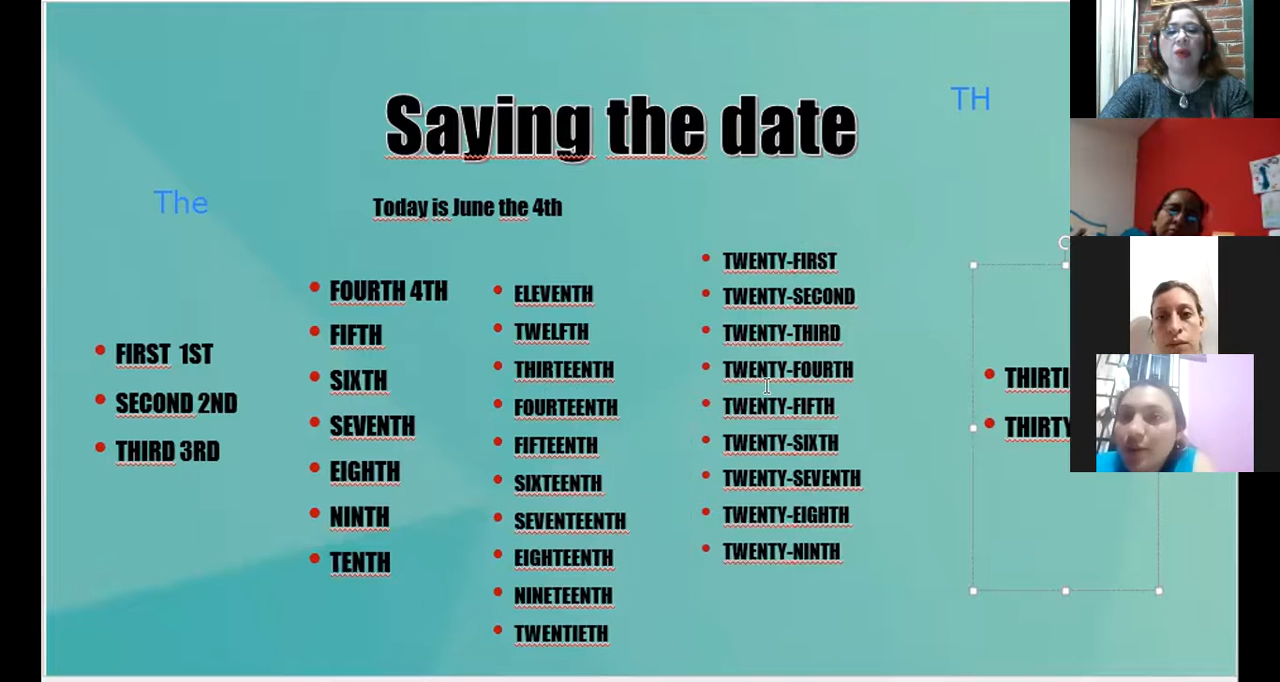 TH
Saying the date
The
Today is June the 4th
FIRST 1ST
SECOND 2ND
THIRD 3RD
FOURTH 4TH
FIFTH
SIXTH
SEVENTH
EIGHTH
NINTH
TENTH
ELEVENTH
TWELFTH
THIRTEENTH
FOURTEENTH
FIFTEENTH
SIXTEENTH
SEVENTEENTH
EIGHTEENTH
NINETEENTH
TWENTIETH
TWENTY-FIRST
TWENTY-SECOND
TWENTY-THIRD
TWENTY-FOURTH
TWENTY-FIFTH
TWENTY-SIXTH
TWENTY-SEVENTH
TWENTY-EIGHTH
TWENTY-NINTH